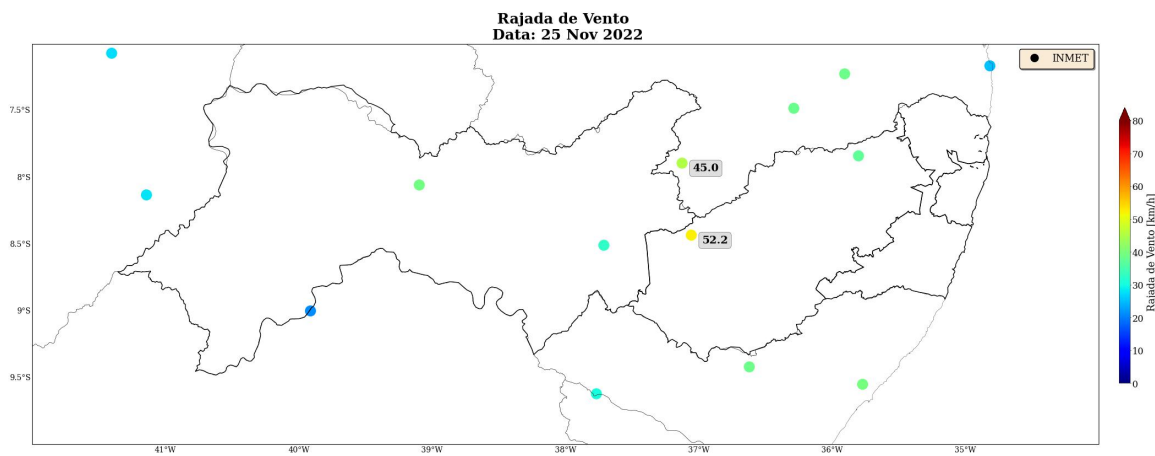 Rajada de Vento
Data: 25 Nov 2022
INMET
7.5°S
8°S
8.5°S
9°S
9.5°S
45.0
52.2
41°W
40°W
39°W
38°W
37°W
36°W
35°W
80
70
60
50
40
30
20
10
0
Rajada de Vento [km/h]